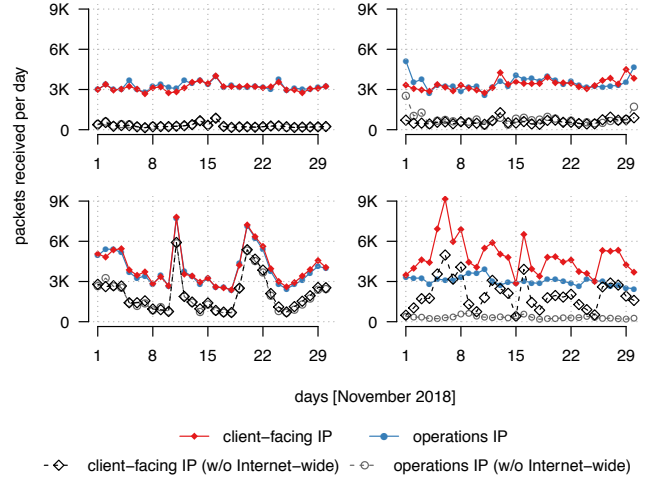 packets received per day
9K 9K
6K 6K
3K 3K
0 0
1 8 15 22 29 1 8 15 22 29
9K 9K
6K 6K
3K 3K
0 0
1 8 15 22 29 1 8 15 22 29
days [November 2018]
client−facing IP operations IP
client−facing IP (w/o Internet−wide) operations IP (w/o Internet−wide)